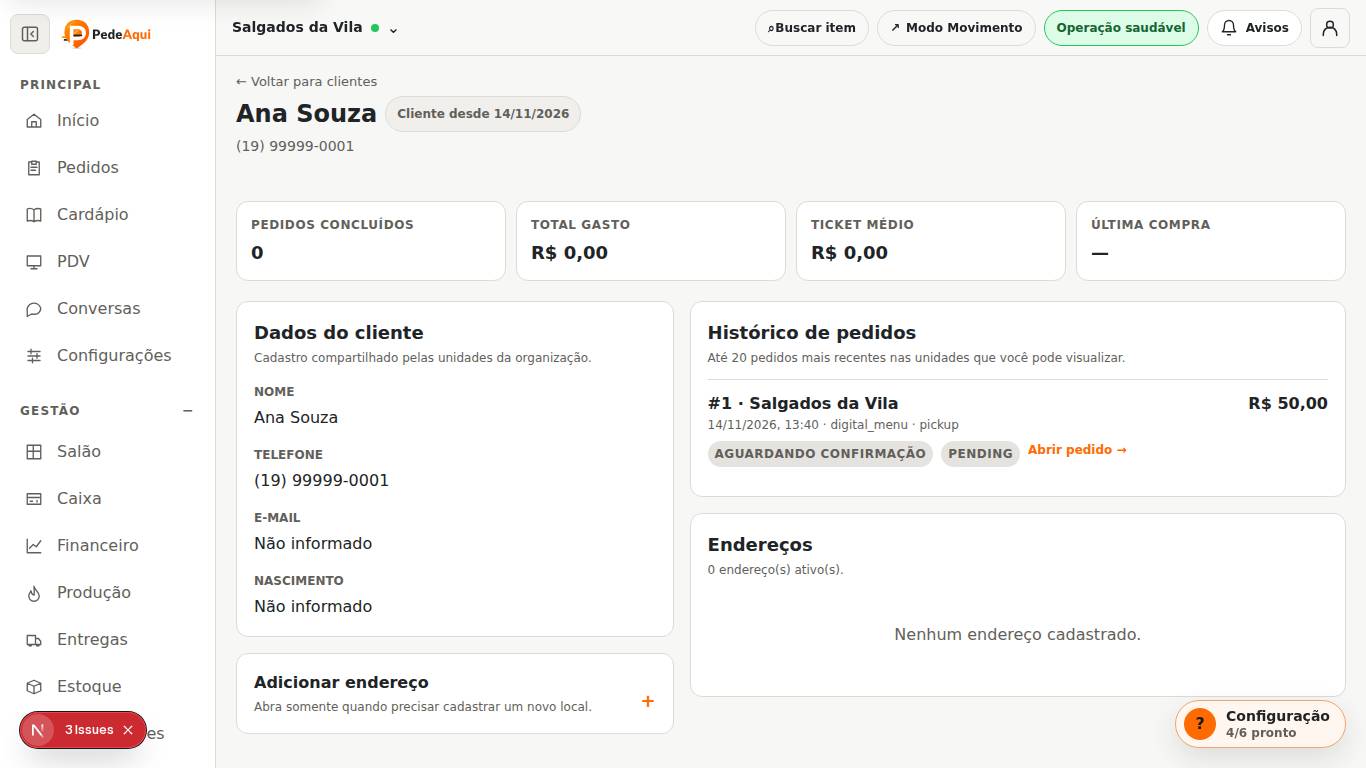 PedeAqui
PRINCIPAL
Início
Pedidos
Cardápio
PDV
Conversas
Configurações
GESTÃO −
Salão
Caixa
Financeiro
Produção
Entregas
Estoque
es
3 Issues
Salgados da Vila
Buscar item
↗ Modo Movimento
Operação saudável
Avisos
← Voltar para clientes
Ana Souza
Cliente desde 14/11/2026
(19) 99999-0001
PEDIDOS CONCLUÍDOS
0
TOTAL GASTO
R$ 0,00
TICKET MÉDIO
R$ 0,00
ÚLTIMA COMPRA
—
Dados do cliente
Cadastro compartilhado pelas unidades da organização.
NOME
Ana Souza
TELEFONE
(19) 99999-0001
E-MAIL
Não informado
NASCIMENTO
Não informado
Adicionar endereço
Abra somente quando precisar cadastrar um novo local.
+
Histórico de pedidos
Até 20 pedidos mais recentes nas unidades que você pode visualizar.
#1 · Salgados da Vila R$ 50,00
14/11/2026, 13:40 · digital_menu · pickup
AGUARDANDO CONFIRMAÇÃO PENDING Abrir pedido →
Endereços
0 endereço(s) ativo(s).
Nenhum endereço cadastrado.
?
Configuração
4/6 pronto